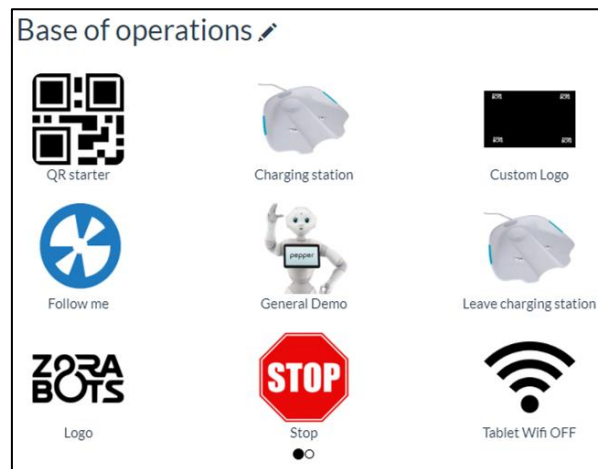 Base of operations
QR starter
Charging station
Custom Logo
pepper
Follow me
General Demo
Leave charging station
ZORA
BOTS
STOP
Logo
Stop
Tablet Wifi OFF